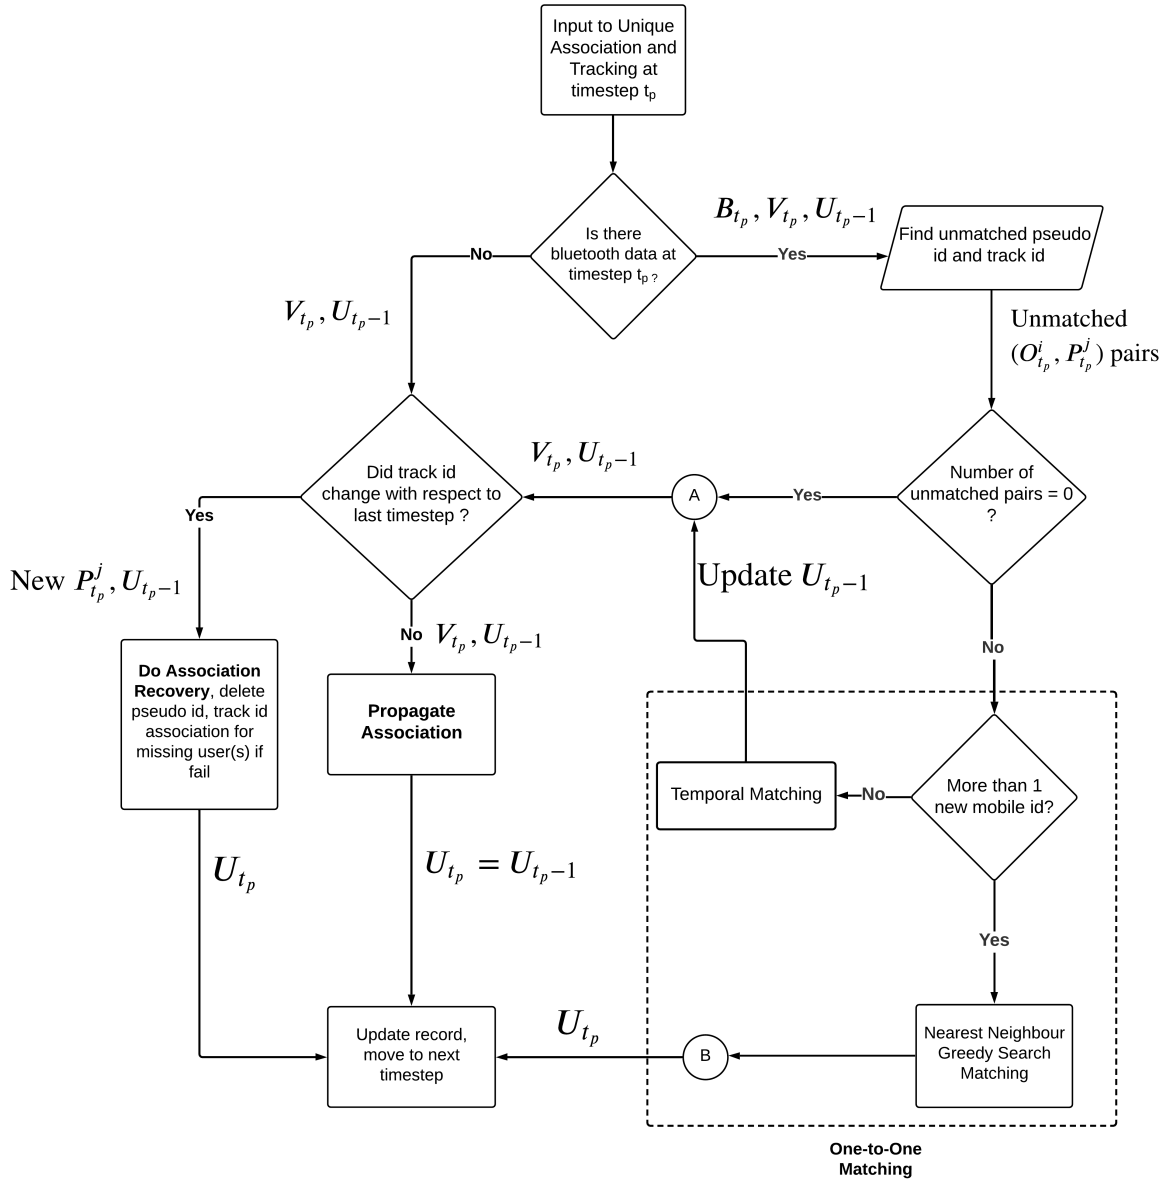 Input to Unique
Association and
Tracking at
timestep tₚ
Is there
bluetooth data at
timestep tₚ ?
No
Yes
B_{t_p}, V_{t_p}, U_{t_p−1}
Find unmatched pseudo
id and track id
V_{t_p}, U_{t_p−1}
Unmatched
(O^i_{t_p}, P^j_{t_p}) pairs
Did track id
change with respect to
last timestep ?
V_{t_p}, U_{t_p−1}
A
Yes
Number of
unmatched pairs = 0
?
Yes
New P^j_{t_p}, U_{t_p−1}
No
V_{t_p}, U_{t_p−1}
Update U_{t_p−1}
No
Do Association
Recovery, delete
pseudo id, track id
association for
missing user(s) if
fail
Propagate
Association
Temporal Matching
No
More than 1
new mobile id?
U_{t_p}
U_{t_p} = U_{t_p−1}
Yes
Update record,
move to next
timestep
U_{t_p}
B
Nearest Neighbour
Greedy Search
Matching
One-to-One
Matching